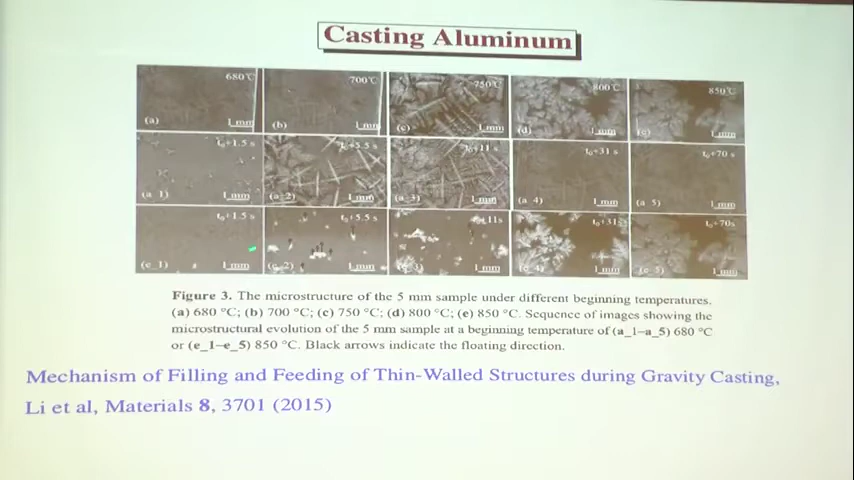 Casting Aluminum
680°C 700°C 750°C 800°C 850°C
(a) 1 mm (b) 1 mm (c) 1 mm (d) 1 mm (e) 1 mm
t₀+1.5 s t₀+5.5 s t₀+11 s t₀+31 s t₀+70 s
(a_1) 1 mm (a_2) 1 mm (a_3) 1 mm (a_4) 1 mm (a_5) 1 mm
t₀+1.5 s t₀+5.5 s t₀+11s t₀+31s t₀+70s
(e_1) 1 mm (e_2) 1 mm (e_3) 1 mm (e_4) 1 mm (e_5) 1 mm
Figure 3. The microstructure of the 5 mm sample under different beginning temperatures.
(a) 680 °C; (b) 700 °C; (c) 750 °C; (d) 800 °C; (e) 850 °C. Sequence of images showing the
microstructural evolution of the 5 mm sample at a beginning temperature of (a_1–a_5) 680 °C
or (e_1–e_5) 850 °C. Black arrows indicate the floating direction.
Mechanism of Filling and Feeding of Thin-Walled Structures during Gravity Casting,
Li et al, Materials 8, 3701 (2015)